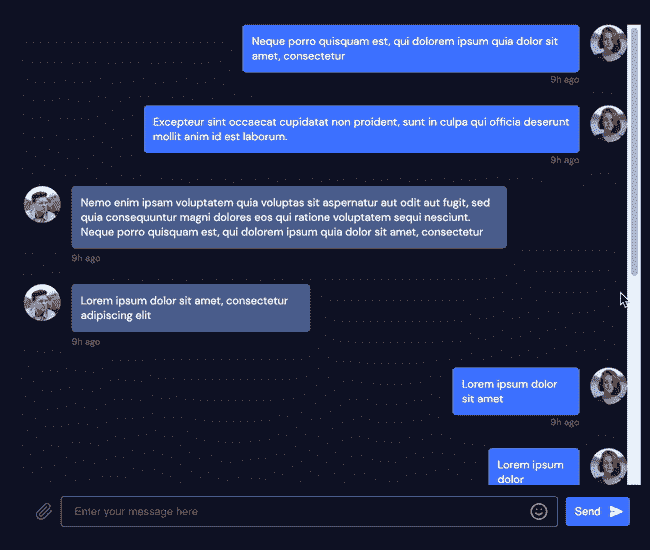 Neque porro quisquam est, qui dolorem ipsum quia dolor sit
amet, consectetur
9h ago
Excepteur sint occaecat cupidatat non proident, sunt in culpa qui officia deserunt
mollit anim id est laborum.
9h ago
Nemo enim ipsam voluptatem quia voluptas sit aspernatur aut odit aut fugit, sed
quia consequuntur magni dolores eos qui ratione voluptatem sequi nesciunt.
Neque porro quisquam est, qui dolorem ipsum quia dolor sit amet, consectetur
9h ago
Lorem ipsum dolor sit amet, consectetur
adipiscing elit
9h ago
Lorem ipsum dolor
sit amet
9h ago
Lorem ipsum
dolor
Enter your message here
Send